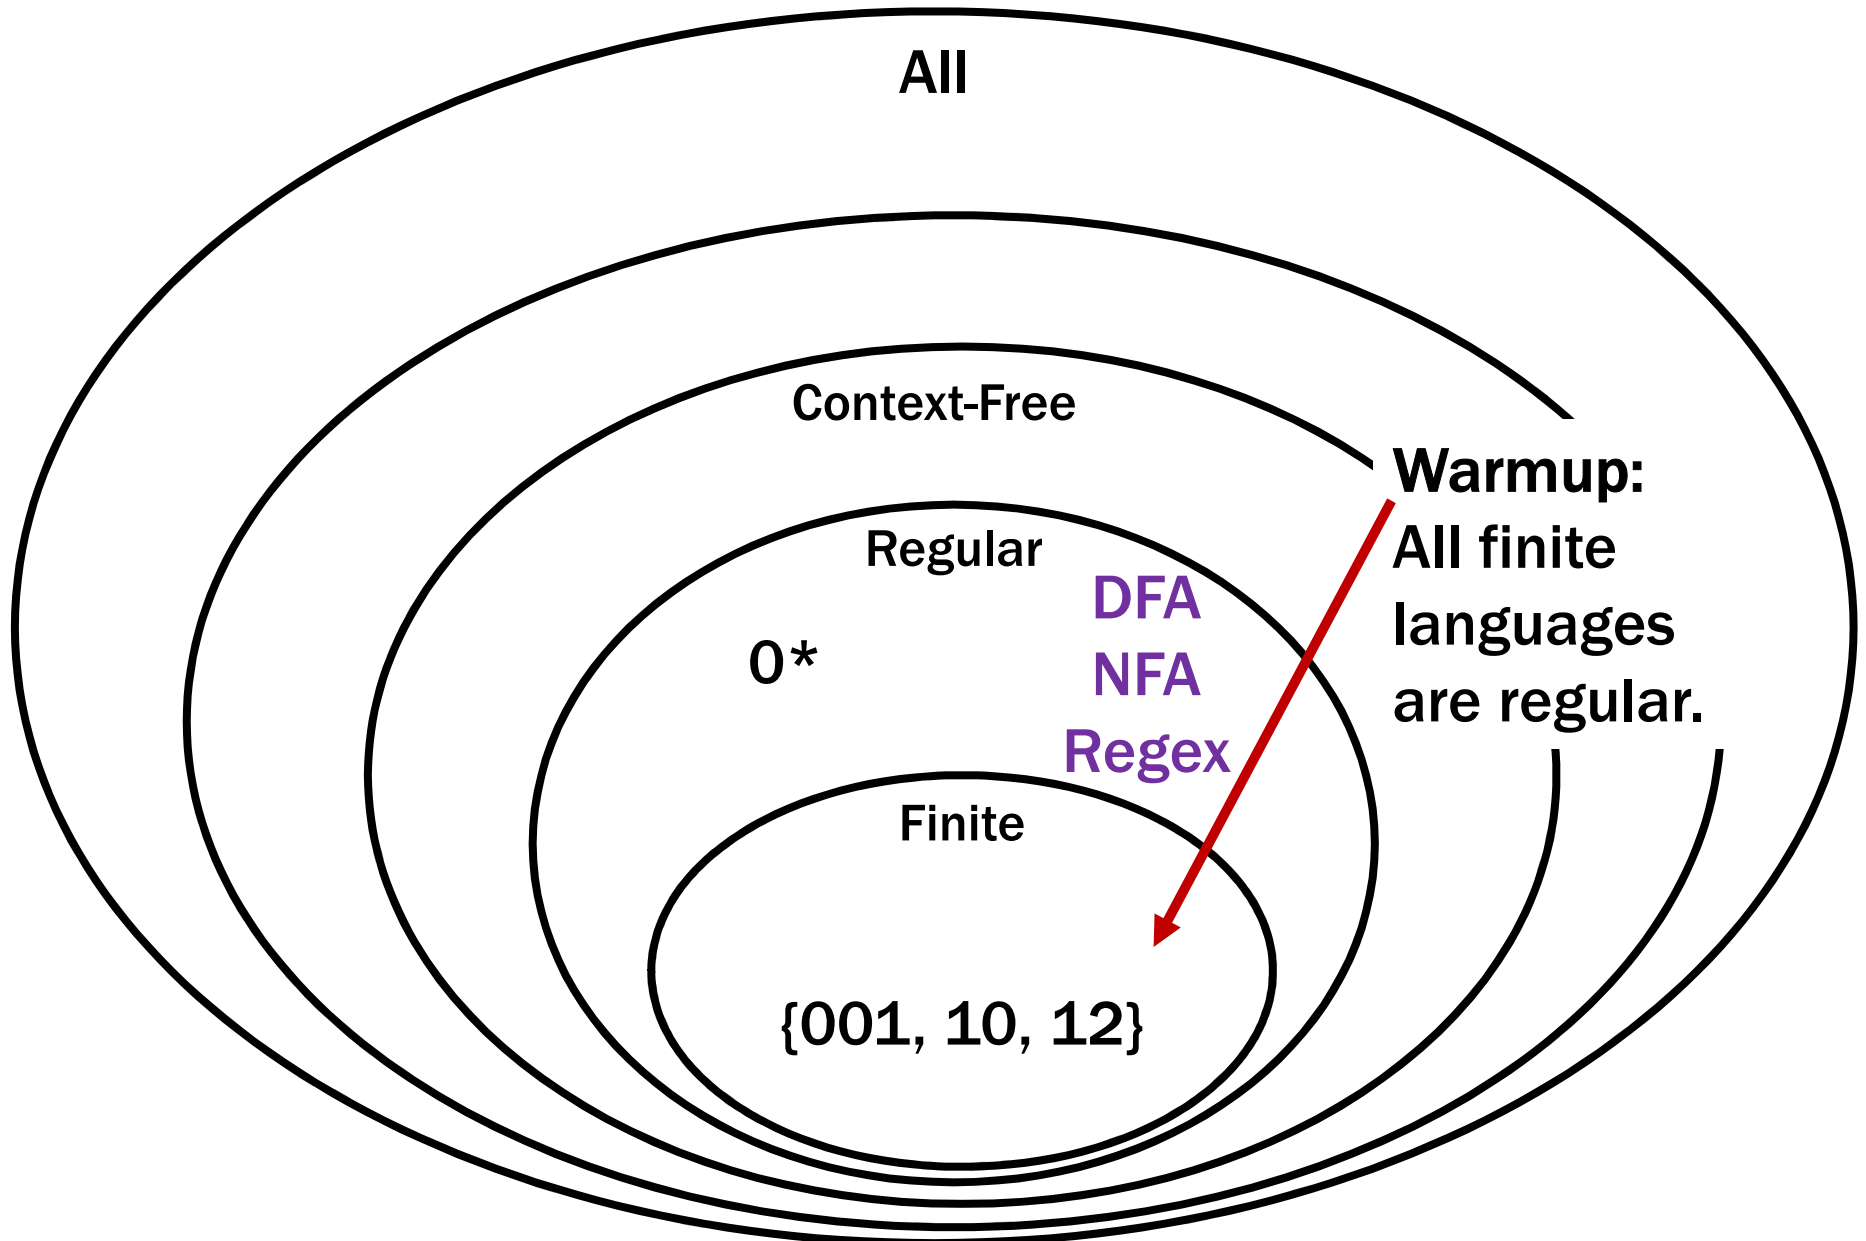 All
Context-Free
Regular
0*
DFA
NFA
Regex
Warmup:
All finite
languages
are regular.
Finite
{001, 10, 12}